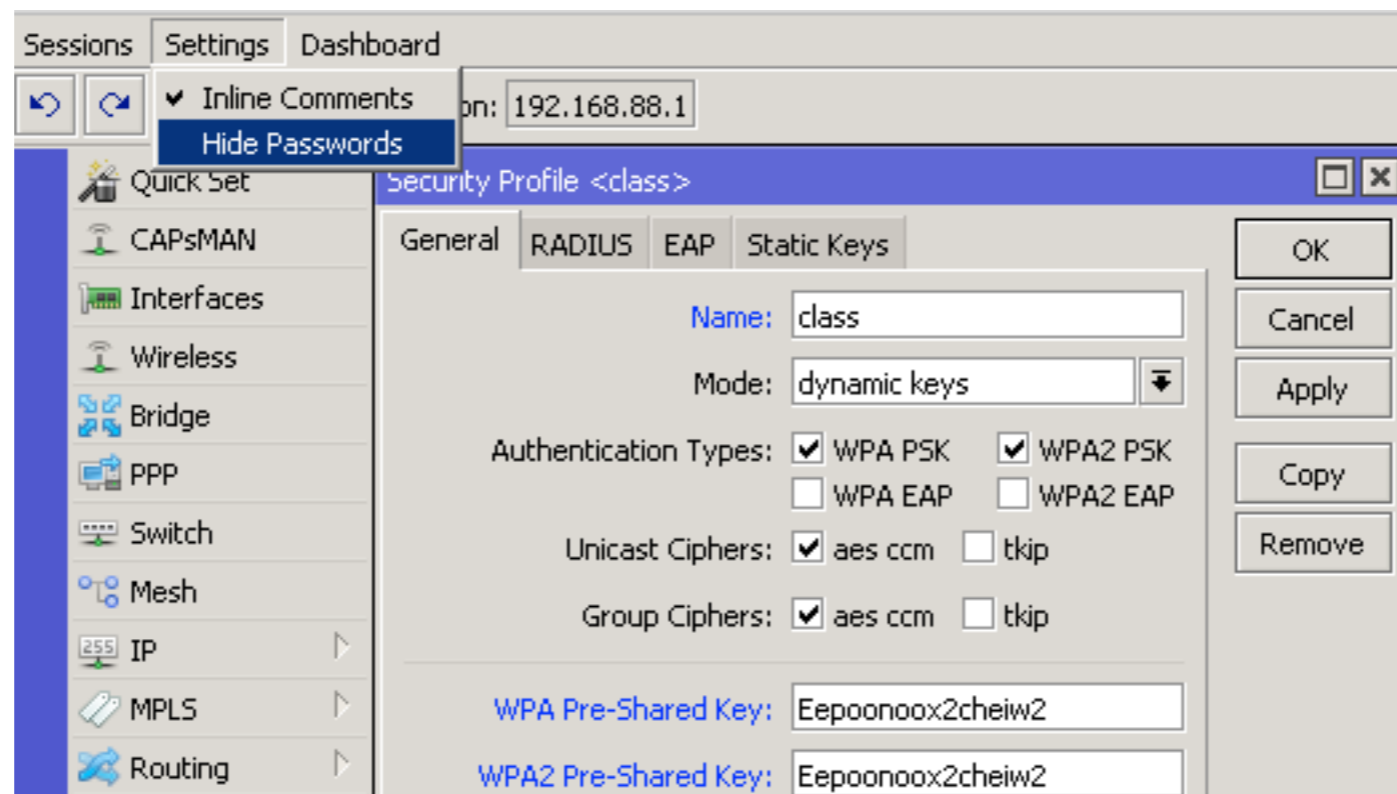 Sessions Settings Dashboard
Inline Comments
on: 192.168.88.1
Hide Passwords
Quick Set
Security Profile <class>
CAPsMAN
General RADIUS EAP Static Keys
OK
Interfaces
Name: class
Cancel
Wireless
Mode: dynamic keys
Apply
Bridge
Authentication Types: WPA PSK WPA2 PSK
WPA EAP WPA2 EAP
Copy
PPP
Switch
Unicast Ciphers: aes ccm tkip
Remove
Mesh
Group Ciphers: aes ccm tkip
255 IP
MPLS
WPA Pre-Shared Key: Eepoonoox2cheiw2
Routing
WPA2 Pre-Shared Key: Eepoonoox2cheiw2